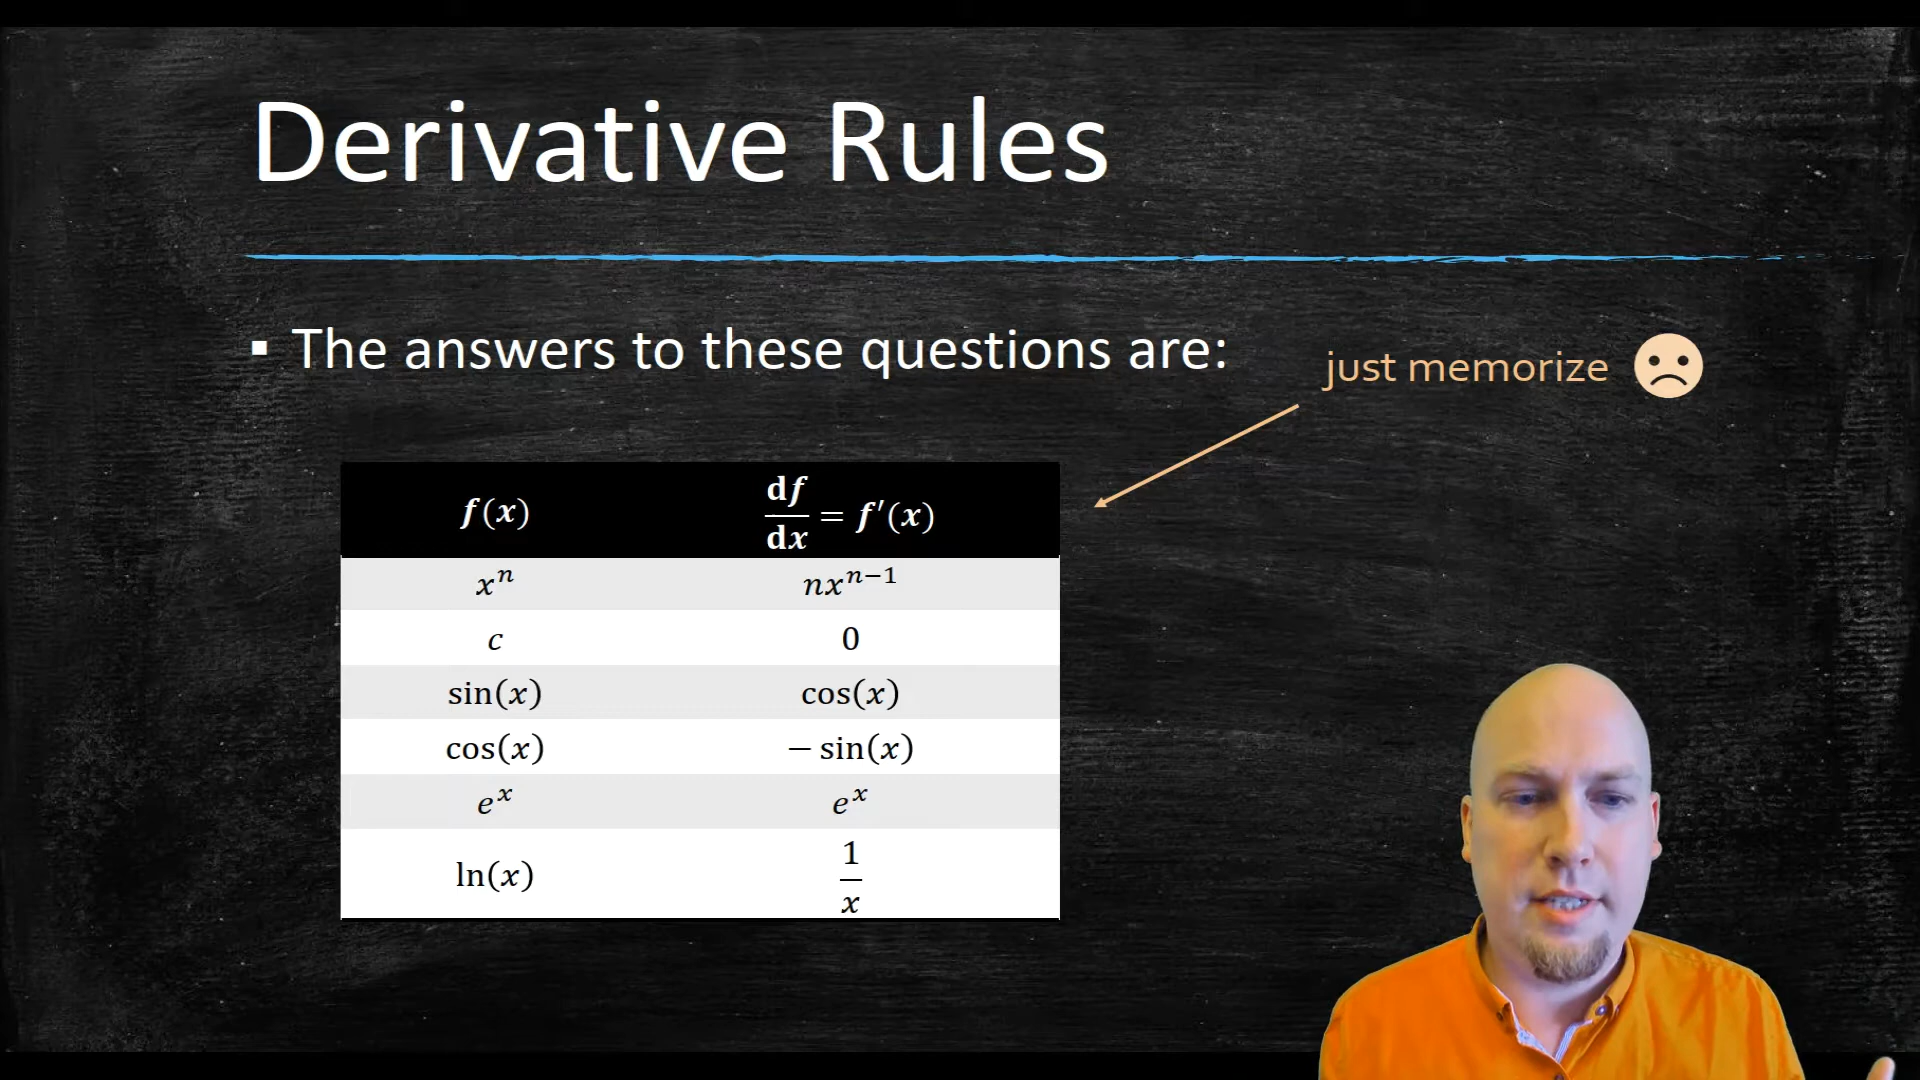 Derivative Rules
▪ The answers to these questions are:
just memorize
f(x) df/dx = f′(x)
xⁿ nxⁿ⁻¹
c 0
sin(x) cos(x)
cos(x) − sin(x)
eˣ eˣ
ln(x) 1/x